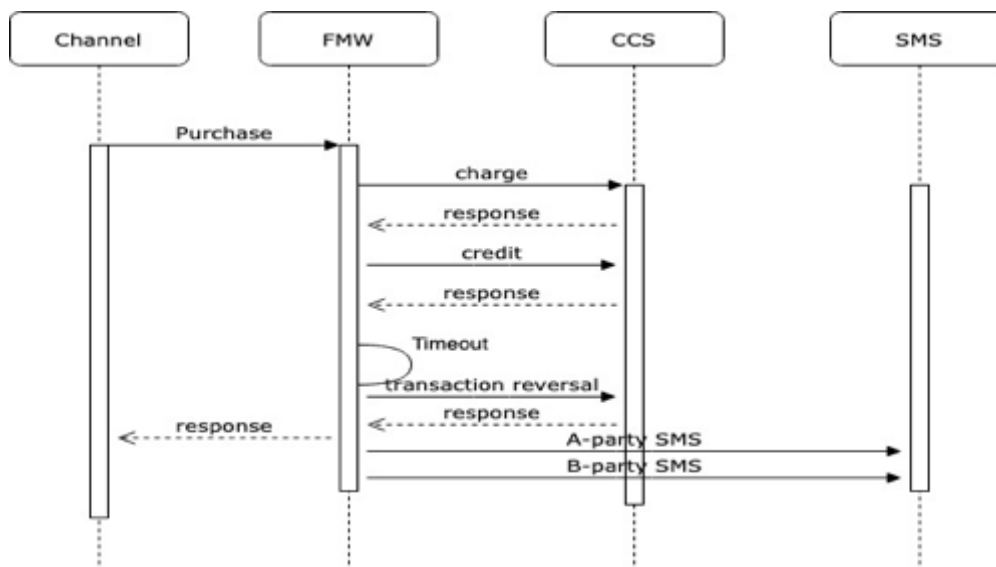 Channel
FMW
CCS
SMS
Purchase
charge
response
credit
response
Timeout
transaction reversal
response
response
A-party SMS
B-party SMS